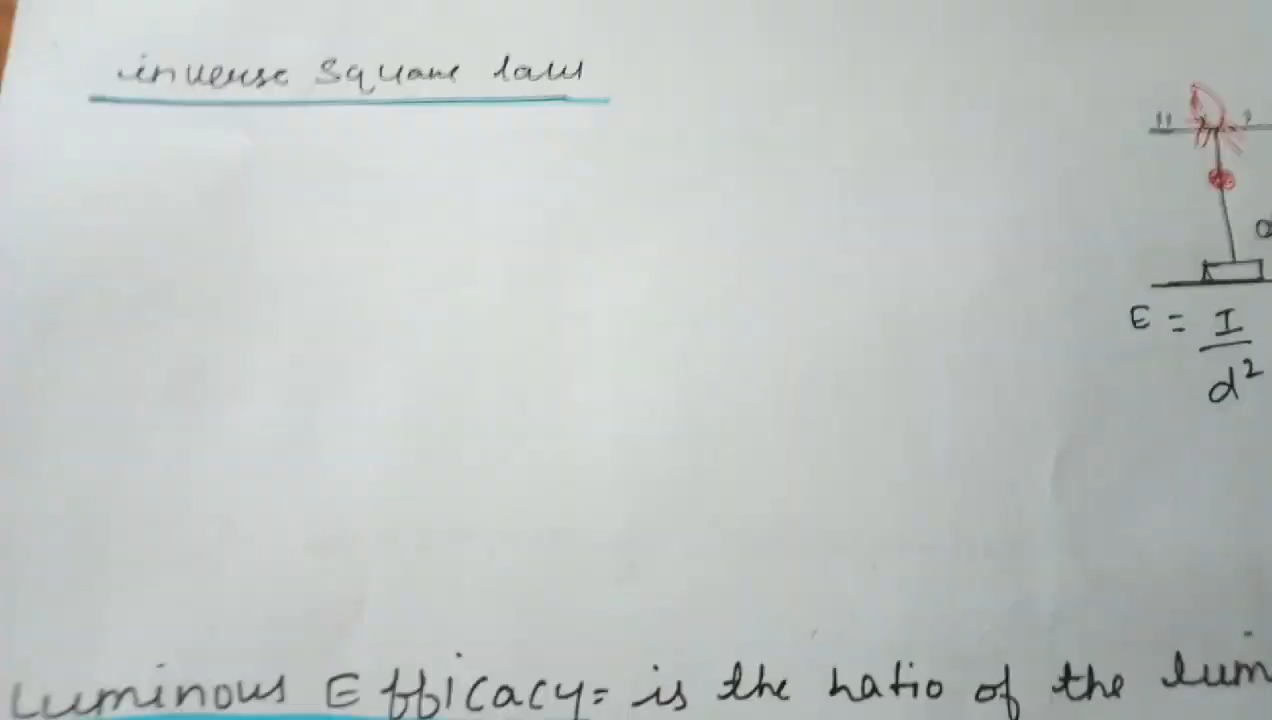 inverse square law
d
E = I
d²
Luminous Efficacy= is the ratio of the lum